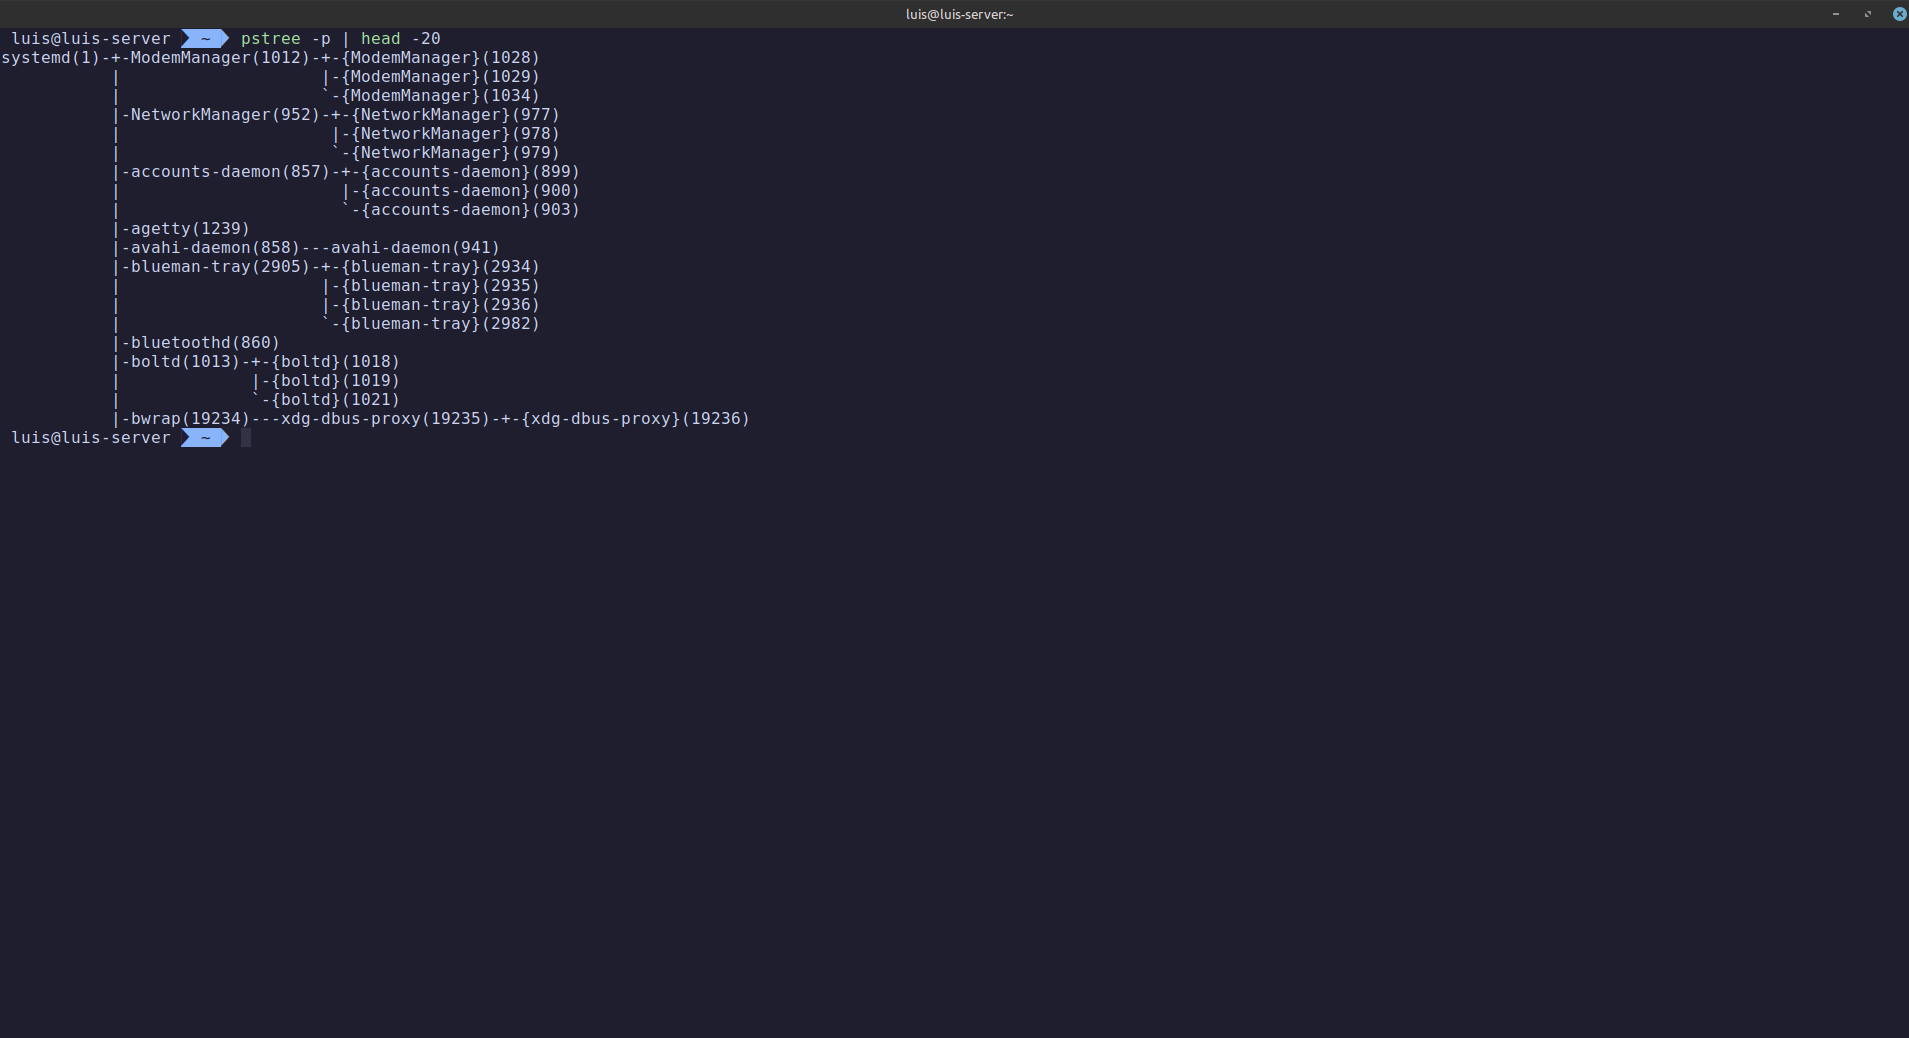 luis@luis-server:~
luis@luis-server ~ pstree -p | head -20
systemd(1)-+-ModemManager(1012)-+-{ModemManager}(1028)
           |                    |-{ModemManager}(1029)
           |                    `-{ModemManager}(1034)
           |-NetworkManager(952)-+-{NetworkManager}(977)
           |                     |-{NetworkManager}(978)
           |                     `-{NetworkManager}(979)
           |-accounts-daemon(857)-+-{accounts-daemon}(899)
           |                      |-{accounts-daemon}(900)
           |                      `-{accounts-daemon}(903)
           |-agetty(1239)
           |-avahi-daemon(858)---avahi-daemon(941)
           |-blueman-tray(2905)-+-{blueman-tray}(2934)
           |                    |-{blueman-tray}(2935)
           |                    |-{blueman-tray}(2936)
           |                    `-{blueman-tray}(2982)
           |-bluetoothd(860)
           |-boltd(1013)-+-{boltd}(1018)
           |             |-{boltd}(1019)
           |             `-{boltd}(1021)
           |-bwrap(19234)---xdg-dbus-proxy(19235)-+-{xdg-dbus-proxy}(19236)
luis@luis-server ~